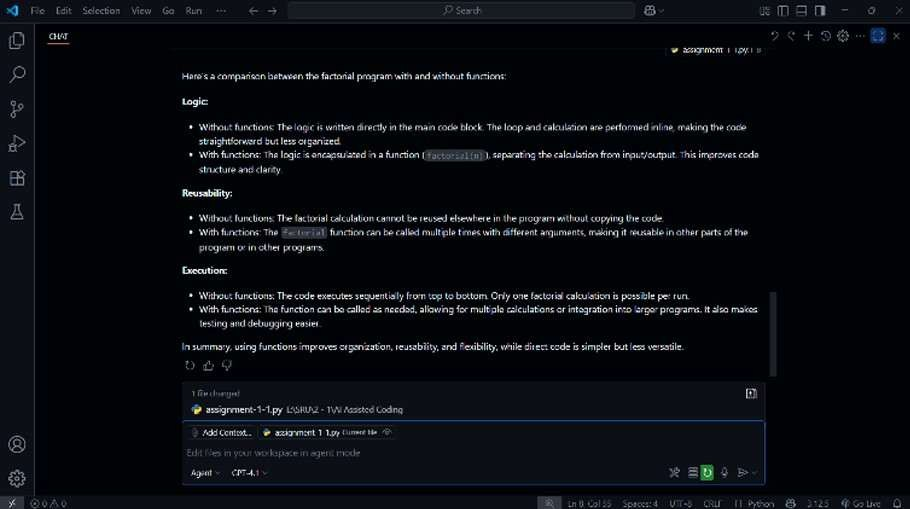 File Edit Selection View Go Run ··· Search
CHAT
assignment-1-1.py:1-8
Here's a comparison between the factorial program with and without functions:
Logic:
• Without functions: The logic is written directly in the main code block. The loop and calculation are performed inline, making the code
straightforward but less organized.
• With functions: The logic is encapsulated in a function (factorial(n)), separating the calculation from input/output. This improves code
structure and clarity.
Reusability:
• Without functions: The factorial calculation cannot be reused elsewhere in the program without copying the code.
• With functions: The factorial function can be called multiple times with different arguments, making it reusable in other parts of the
program or in other programs.
Execution:
• Without functions: The code executes sequentially from top to bottom. Only one factorial calculation is possible per run.
• With functions: The function can be called as needed, allowing for multiple calculations or integration into larger programs. It also makes
testing and debugging easier.
In summary, using functions improves organization, reusability, and flexibility, while direct code is simpler but less versatile.
1 file changed
assignment-1-1.py E:\SRU\2 - 1\AI Assisted Coding
Add Context... assignment-1-1.py Current file
Edit files in your workspace in agent mode
Agent GPT-4.1
0 0 Ln 8, Col 55 Spaces: 4 UTF-8 CRLF Python 3.12.5 Go Live